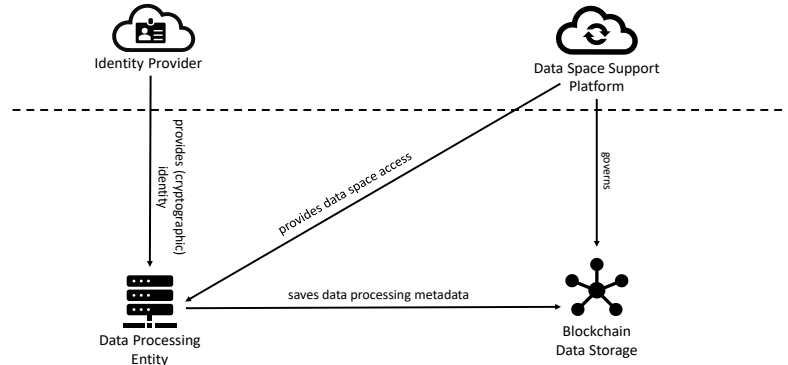 Identity Provider
Data Space Support
Platform
provides (cryptographic)
identity
provides data space access
governs
saves data processing metadata
Data Processing
Entity
Blockchain
Data Storage